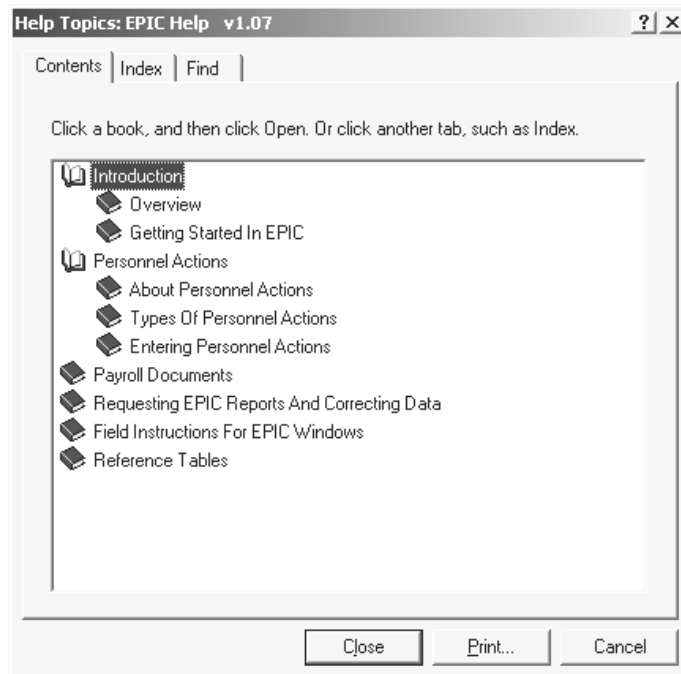 Help Topics: EPIC Help v1.07
Contents Index Find
Click a book, and then click Open. Or click another tab, such as Index.
Introduction
Overview
Getting Started In EPIC
Personnel Actions
About Personnel Actions
Types Of Personnel Actions
Entering Personnel Actions
Payroll Documents
Requesting EPIC Reports And Correcting Data
Field Instructions For EPIC Windows
Reference Tables
Close Print... Cancel